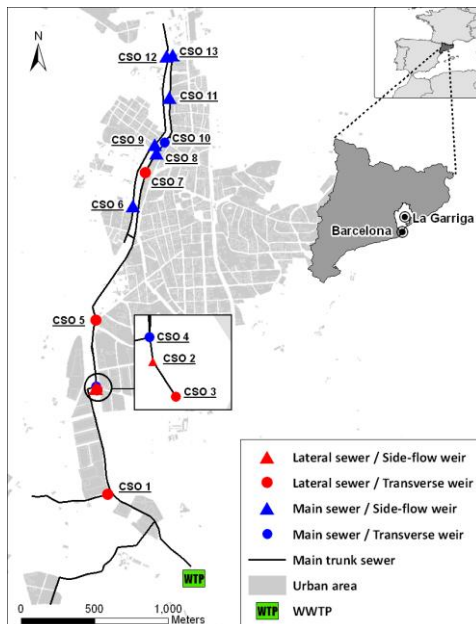 N
CSO 12
CSO 13
CSO 11
CSO 9
CSO 10
CSO 8
CSO 7
CSO 6
La Garriga
Barcelona
CSO 5
CSO 4
CSO 2
CSO 3
CSO 1
Lateral sewer / Side-flow weir
Lateral sewer / Transverse weir
Main sewer / Side-flow weir
Main sewer / Transverse weir
Main trunk sewer
Urban area
WTP WWTP
WTP
0 500 1,000
Meters